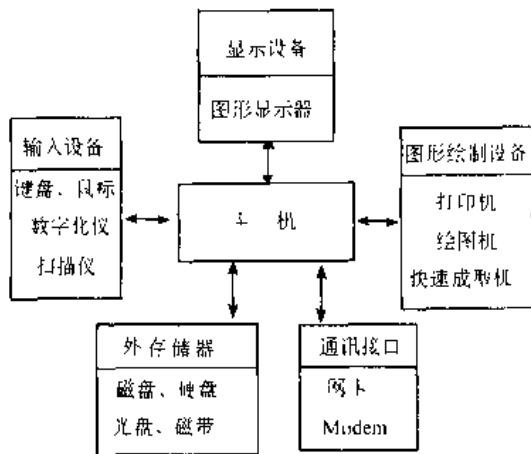 显示设备
图形显示器
输入设备
键盘、鼠标
数字化仪
扫描仪
主机
图形绘制设备
打印机
绘图机
快速成型机
外存储器
磁盘、硬盘
光盘、磁带
通讯接口
网卡
Modem